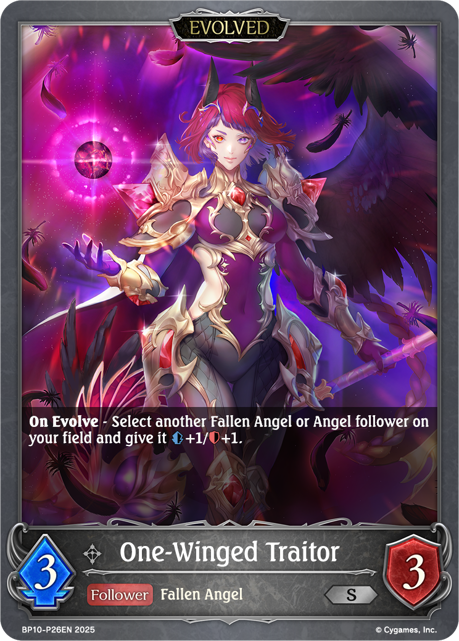 EVOLVED
On Evolve - Select another Fallen Angel or Angel follower on
your field and give it +1/+1.
3
One-Winged Traitor
3
Follower Fallen Angel
S
BP10-P26EN 2025
© Cygames, Inc.